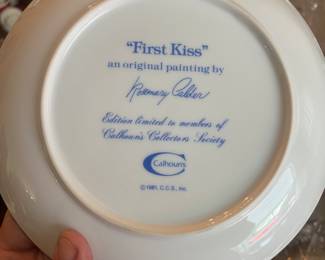 "First Kiss"
an original painting by
Rosemary Calder
Edition limited to members of
Calhoun's Collectors' Society
Calhoun's
© 1981, C.C.S., Inc.